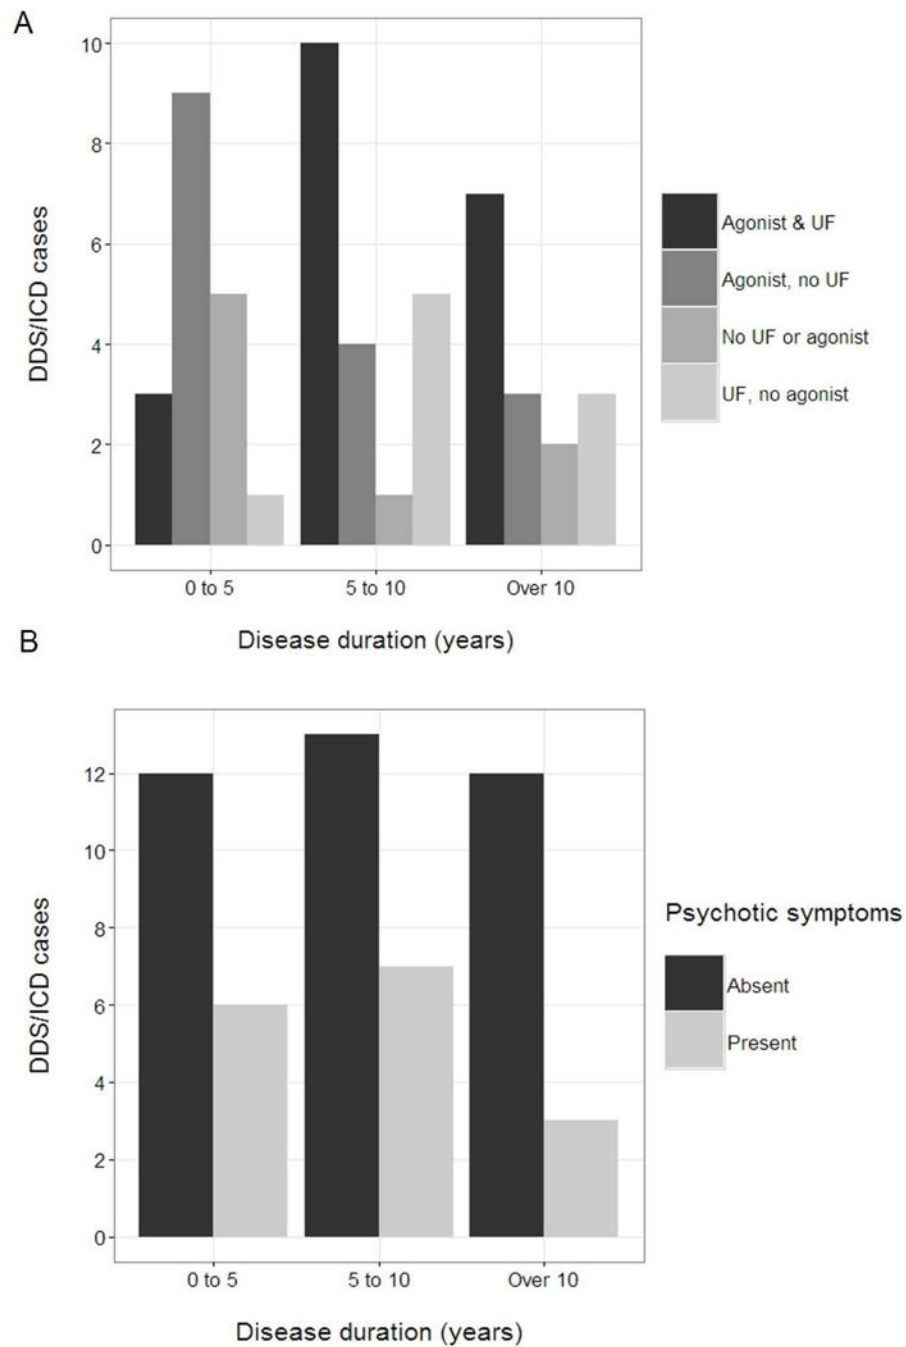 A
10
8
6
4
2
0
DDS/ICD cases
0 to 5
5 to 10
Over 10
Disease duration (years)
Agonist & UF
Agonist, no UF
No UF or agonist
UF, no agonist
B
12
10
8
6
4
2
0
DDS/ICD cases
0 to 5
5 to 10
Over 10
Disease duration (years)
Psychotic symptoms
Absent
Present